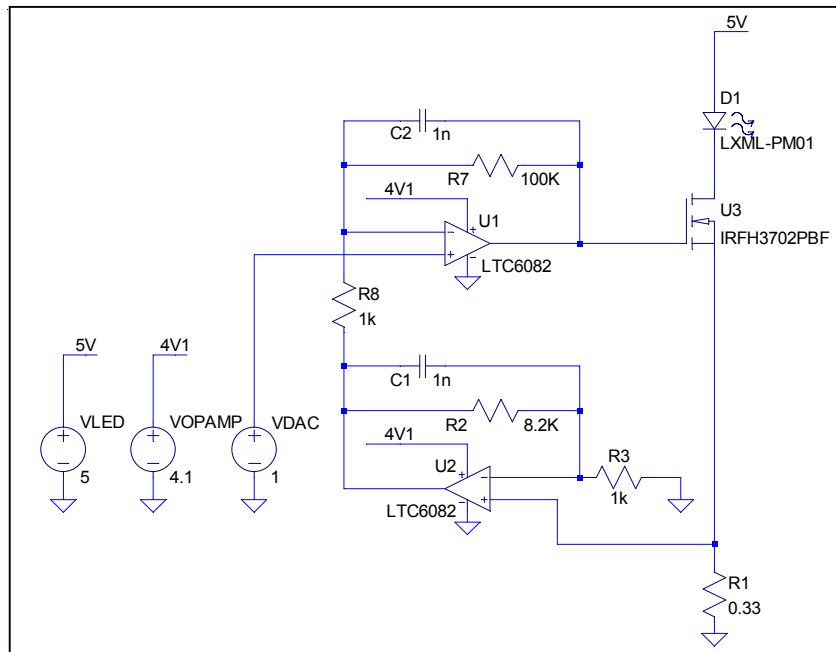 5V
D1
LXML-PM01
C2 1n
R7 100K
4V1
U1
LTC6082
U3
IRFH3702PBF
R8
1k
C1 1n
R2 8.2K
4V1
U2
LTC6082
R3
1k
5V
VLED
5
4V1
VOPAMP
4.1
VDAC
1
R1
0.33